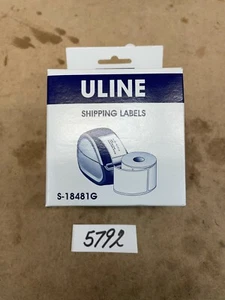 ULINE
SHIPPING LABELS
S-18481G
5792